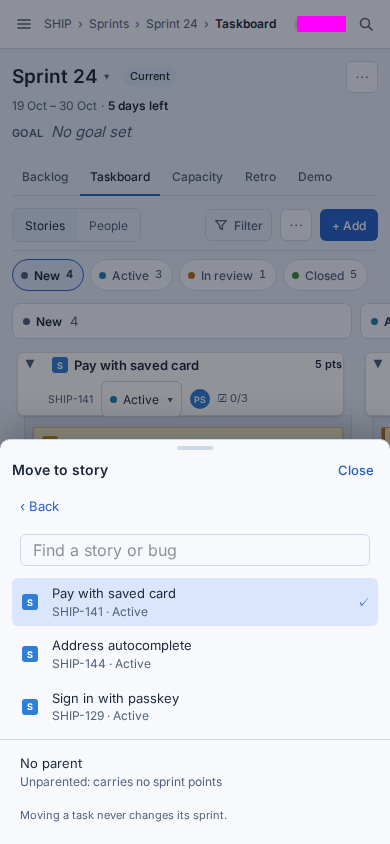 SHIP › Sprints › Sprint 24 › Taskboard
Sprint 24 ▾ Current ···
19 Oct – 30 Oct · 5 days left
GOAL No goal set
Backlog Taskboard Capacity Retro Demo
Stories People Filter ··· + Add
New 4 Active 3 In review 1 Closed 5
New 4 A
▼ S Pay with saved card 5 pts ▼
SHIP-141 Active ▾ PS ☑ 0/3
Move to story Close
‹ Back
Find a story or bug
S Pay with saved card ✓
SHIP-141 · Active
S Address autocomplete
SHIP-144 · Active
S Sign in with passkey
SHIP-129 · Active
No parent
Unparented: carries no sprint points
Moving a task never changes its sprint.